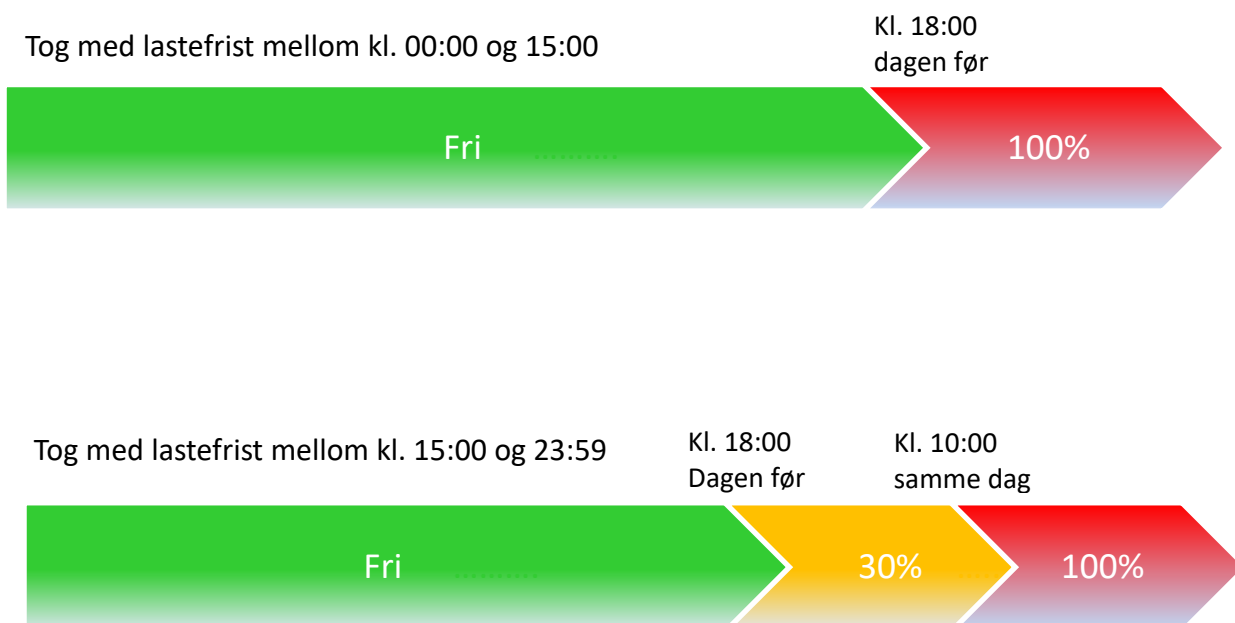 Tog med lastefrist mellom kl. 00:00 og 15:00
Kl. 18:00
dagen før
Fri ..........
100%
Tog med lastefrist mellom kl. 15:00 og 23:59
Kl. 18:00
Dagen før
Kl. 10:00
samme dag
Fri ..........
30%
100%